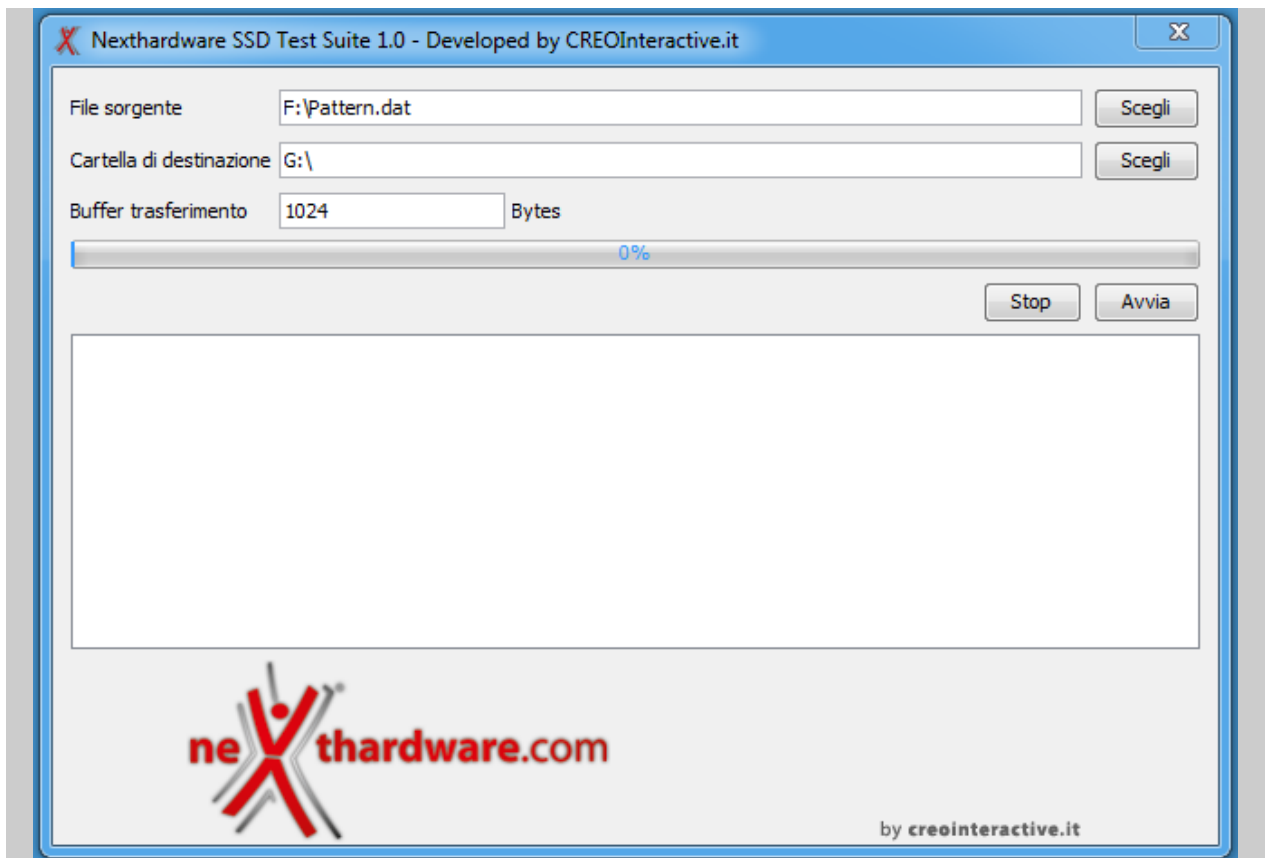 Nexthardware SSD Test Suite 1.0 - Developed by CREOInteractive.it
File sorgente F:\Pattern.dat Scegli
Cartella di destinazione G:\ Scegli
Buffer trasferimento 1024 Bytes
0%
Stop Avvia
nexthardware.com®
by creointeractive.it